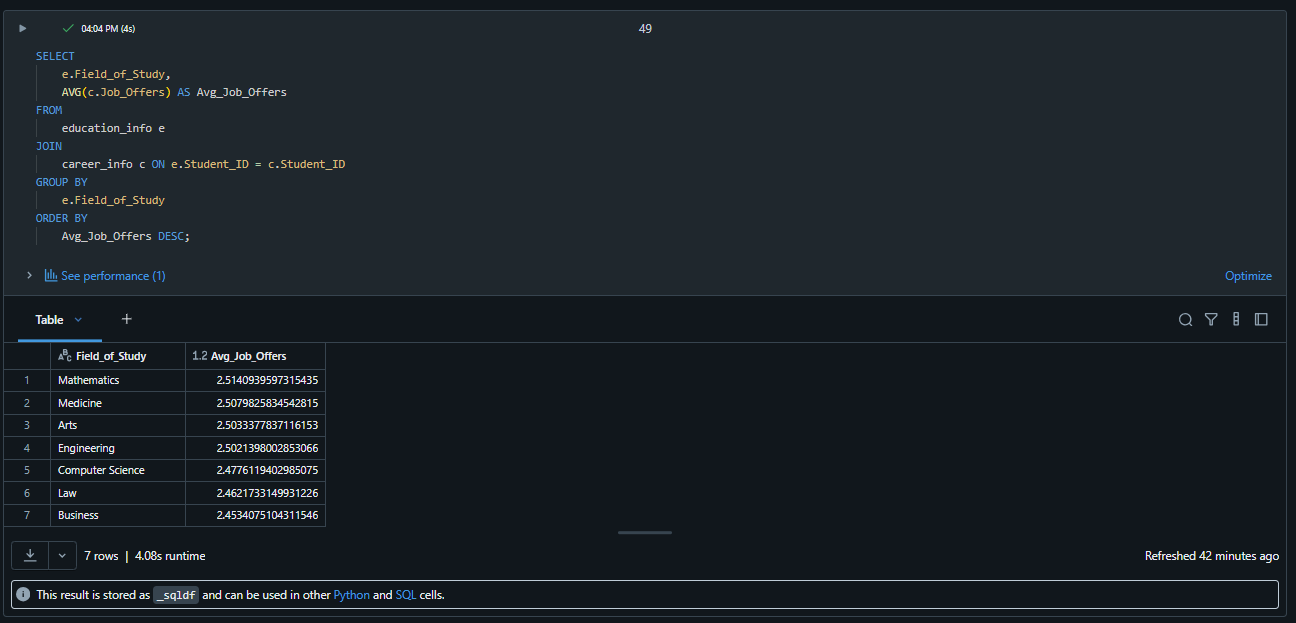 04:04 PM (4s)
49
SELECT
e.Field_of_Study,
AVG(c.Job_Offers) AS Avg_Job_Offers
FROM
education_info e
JOIN
career_info c ON e.Student_ID = c.Student_ID
GROUP BY
e.Field_of_Study
ORDER BY
Avg_Job_Offers DESC;
See performance (1)
Optimize
Table
ABC Field_of_Study 1.2 Avg_Job_Offers
1 Mathematics 2.5140939597315435
2 Medicine 2.5079825834542815
3 Arts 2.5033377837116153
4 Engineering 2.5021398002853066
5 Computer Science 2.4776119402985075
6 Law 2.4621733149931226
7 Business 2.4534075104311546
7 rows | 4.08s runtime
Refreshed 42 minutes ago
This result is stored as _sqldf and can be used in other Python and SQL cells.